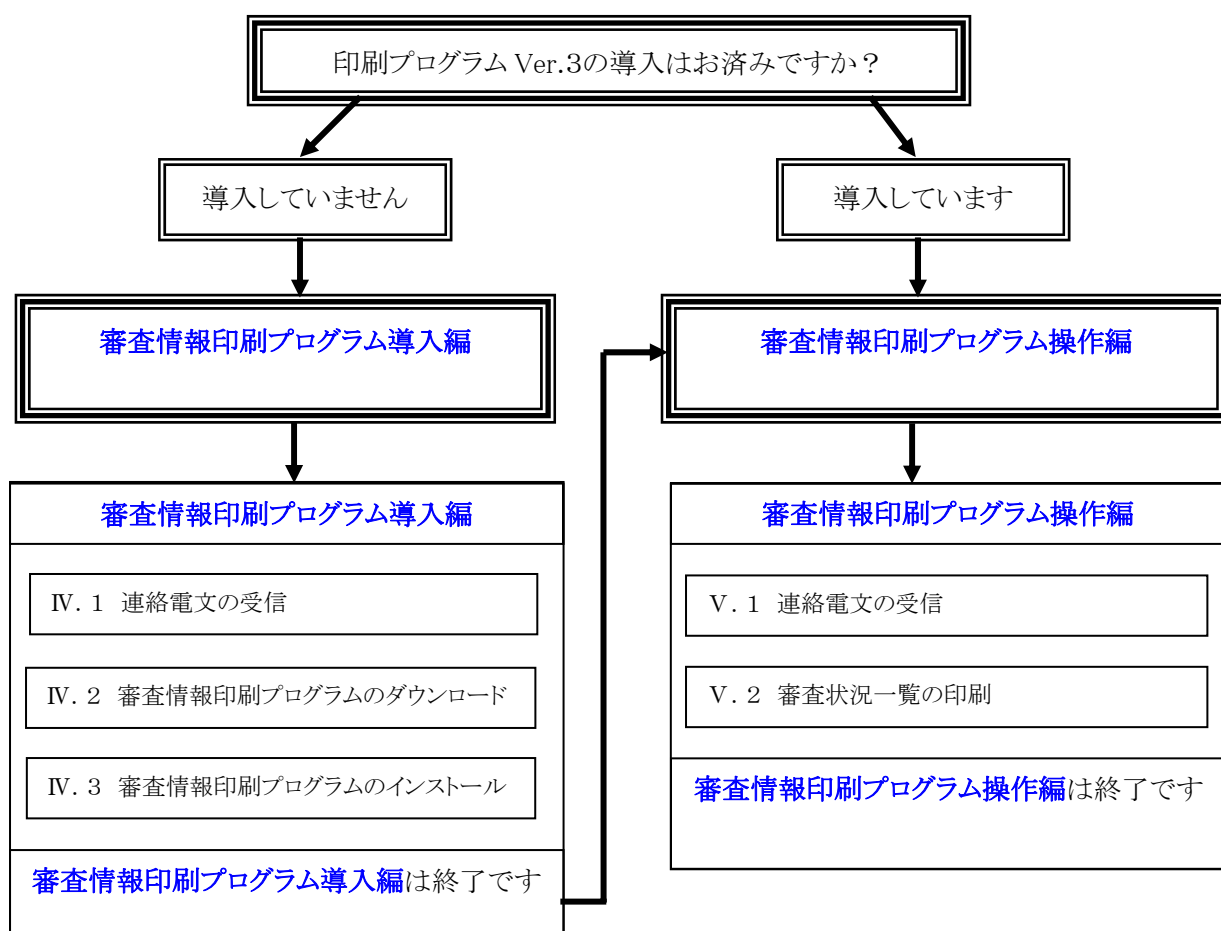 印刷プログラム Ver.3の導入はお済みですか？
導入していません
導入しています
審査情報印刷プログラム導入編
審査情報印刷プログラム操作編
審査情報印刷プログラム導入編
Ⅳ．１ 連絡電文の受信
Ⅳ．２ 審査情報印刷プログラムのダウンロード
Ⅳ．３ 審査情報印刷プログラムのインストール
審査情報印刷プログラム導入編は終了です
審査情報印刷プログラム操作編
Ⅴ．１ 連絡電文の受信
Ⅴ．２ 審査状況一覧の印刷
審査情報印刷プログラム操作編は終了です